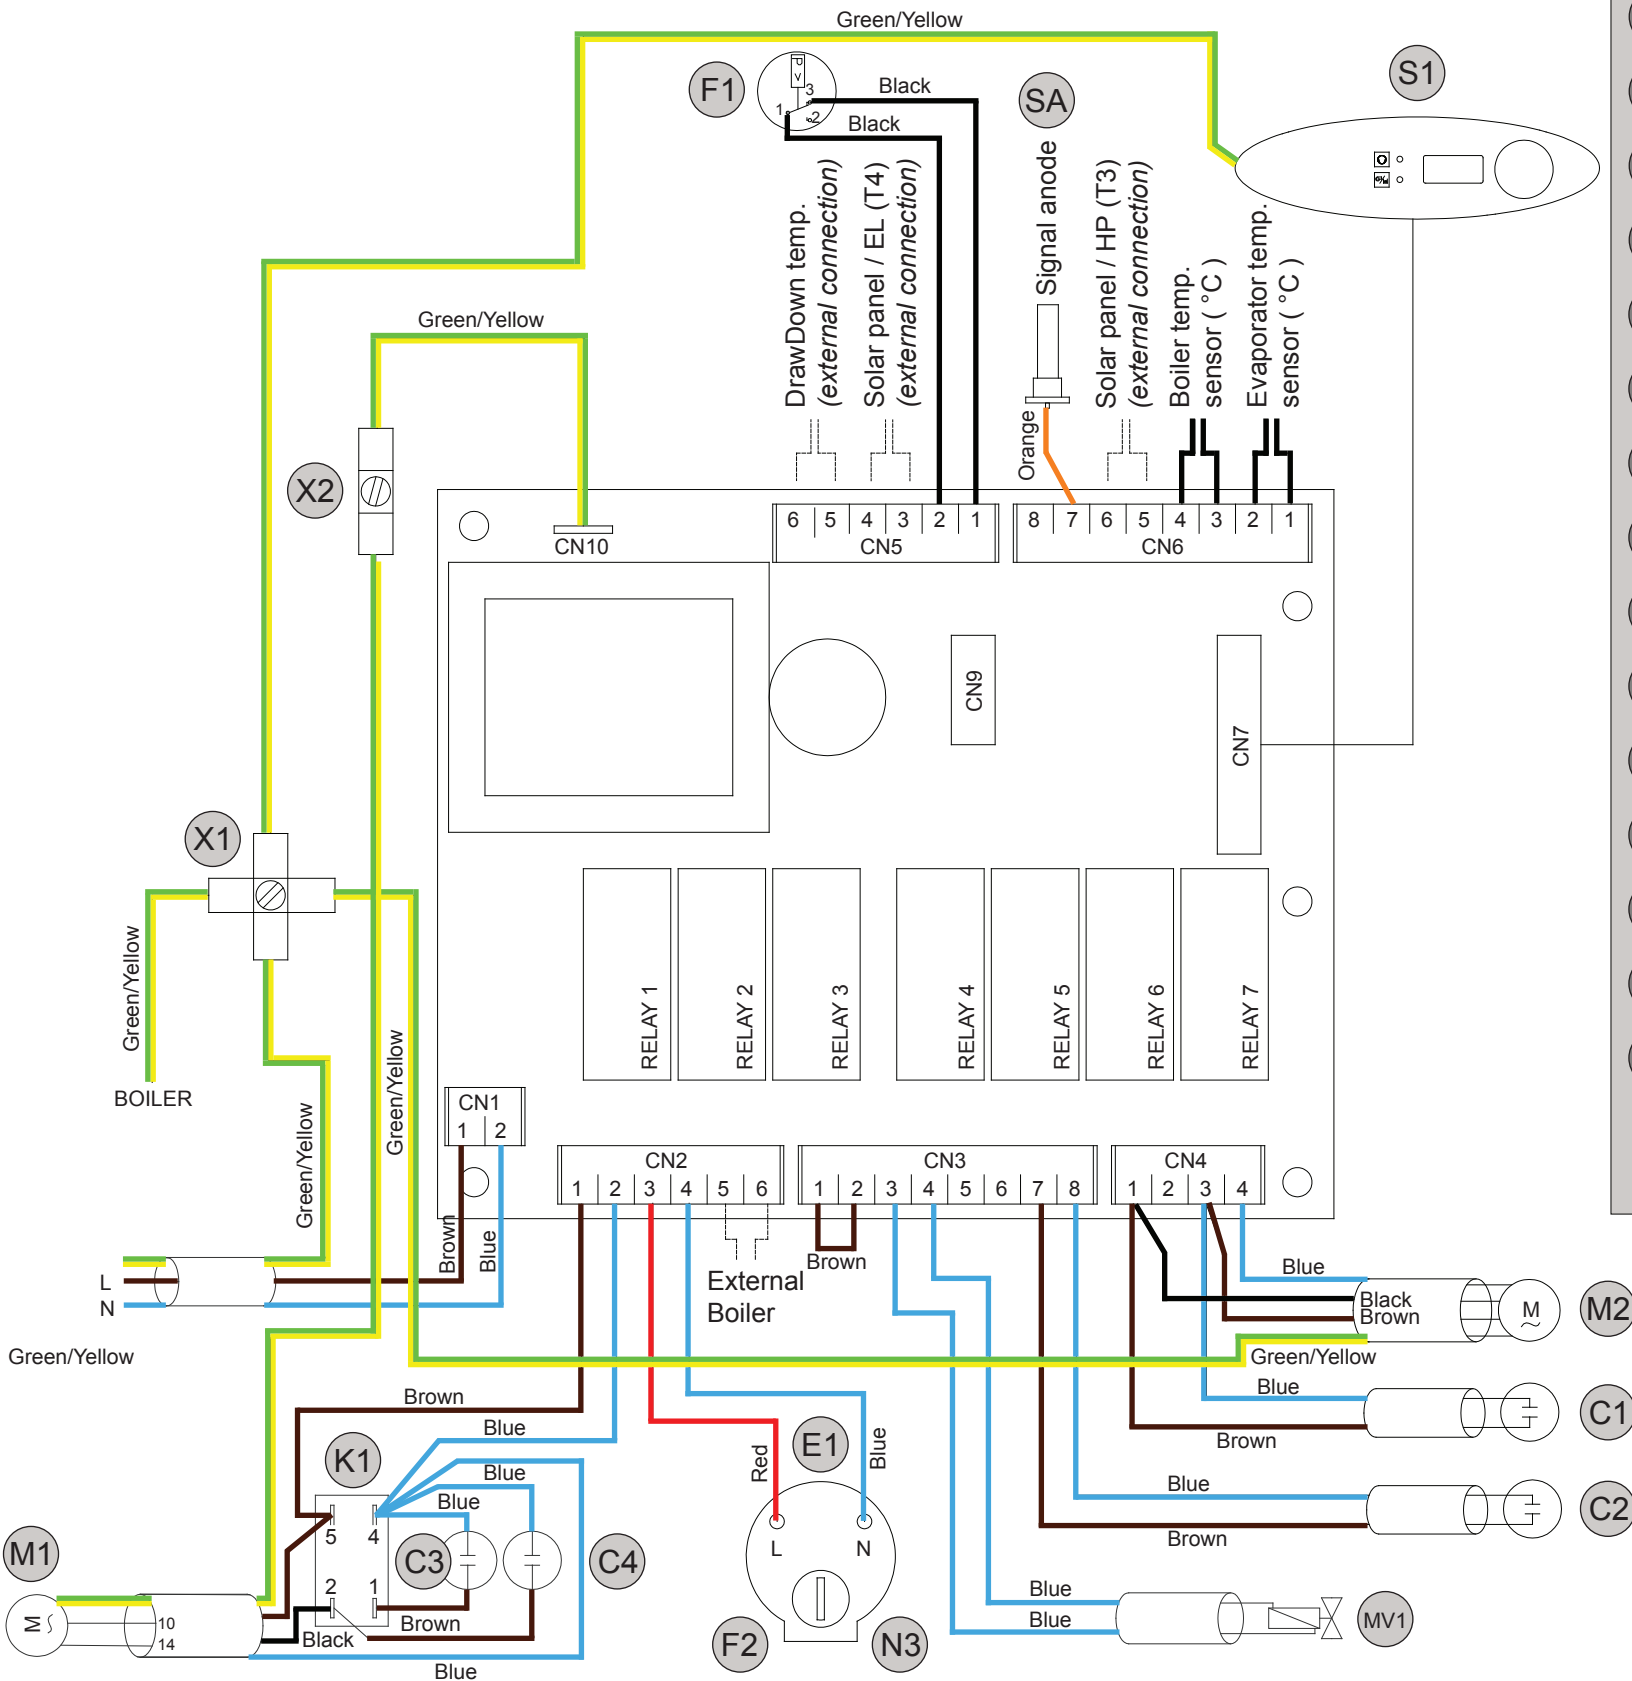 Green/Yellow
S1
F1
P >
3
1
2
Black
Black
SA
Signal anode
DrawDown temp.
(external connection)
Solar panel / EL (T4)
(external connection)
Solar panel / HP (T3)
(external connection)
Boiler temp.
sensor ( °C )
Evaporator temp.
sensor ( °C )
Green/Yellow
Orange
X2
CN10
6 5 4 3 2 1
CN5
8 7 6 5 4 3 2 1
CN6
CN9
CN7
X1
Green/Yellow
BOILER
Green/Yellow
Green/Yellow
RELAY 1
RELAY 2
RELAY 3
RELAY 4
RELAY 5
RELAY 6
RELAY 7
CN1
1 2
CN2
1 2 3 4 5 6
CN3
1 2 3 4 5 6 7 8
CN4
1 2 3 4
Brown
Blue
L
N
External
Boiler
Brown
Blue
Black
Brown
M
M2
Green/Yellow
Green/Yellow
Blue
Brown
C1
Brown
Blue
Blue
Blue
K1
5 4
2 1
C3
C4
Brown
Black
Blue
M1
M
10
14
Red
E1
Blue
L
N
F2
N3
Blue
Brown
C2
Blue
Blue
MV1